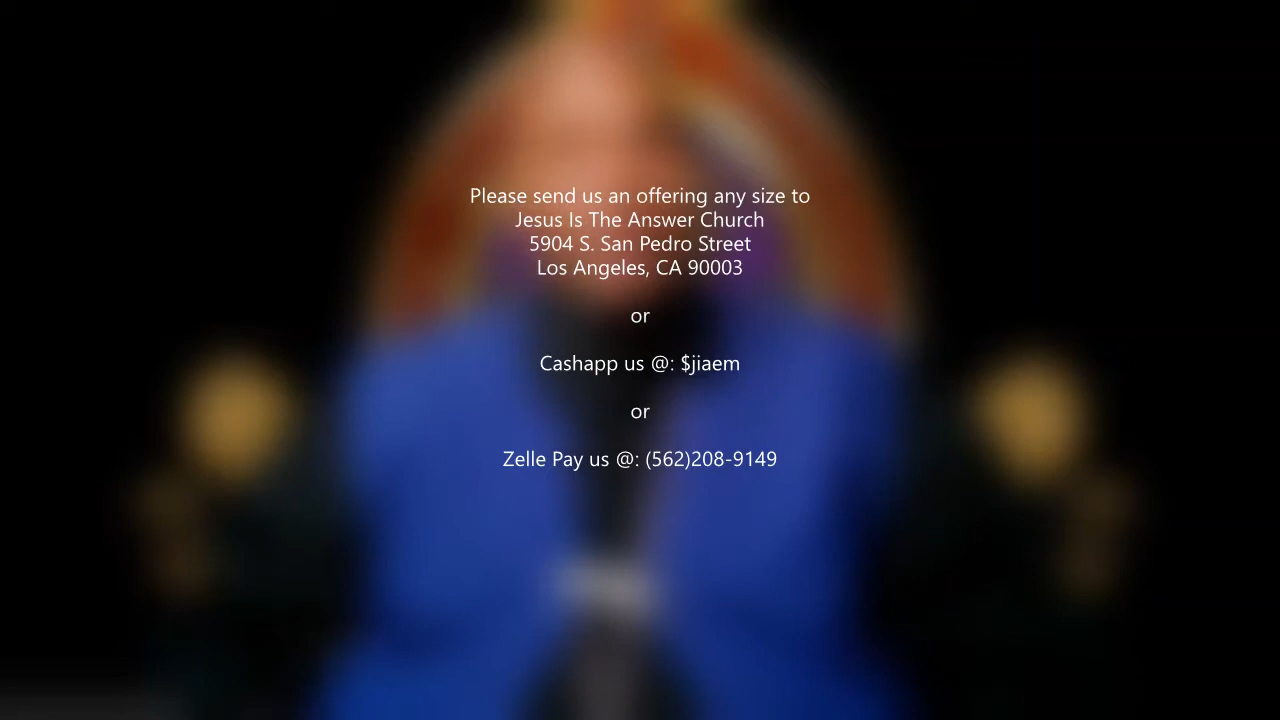 Please send us an offering any size to
Jesus Is The Answer Church
5904 S. San Pedro Street
Los Angeles, CA 90003
or
Cashapp us @: $jiaem
or
Zelle Pay us @: (562)208-9149